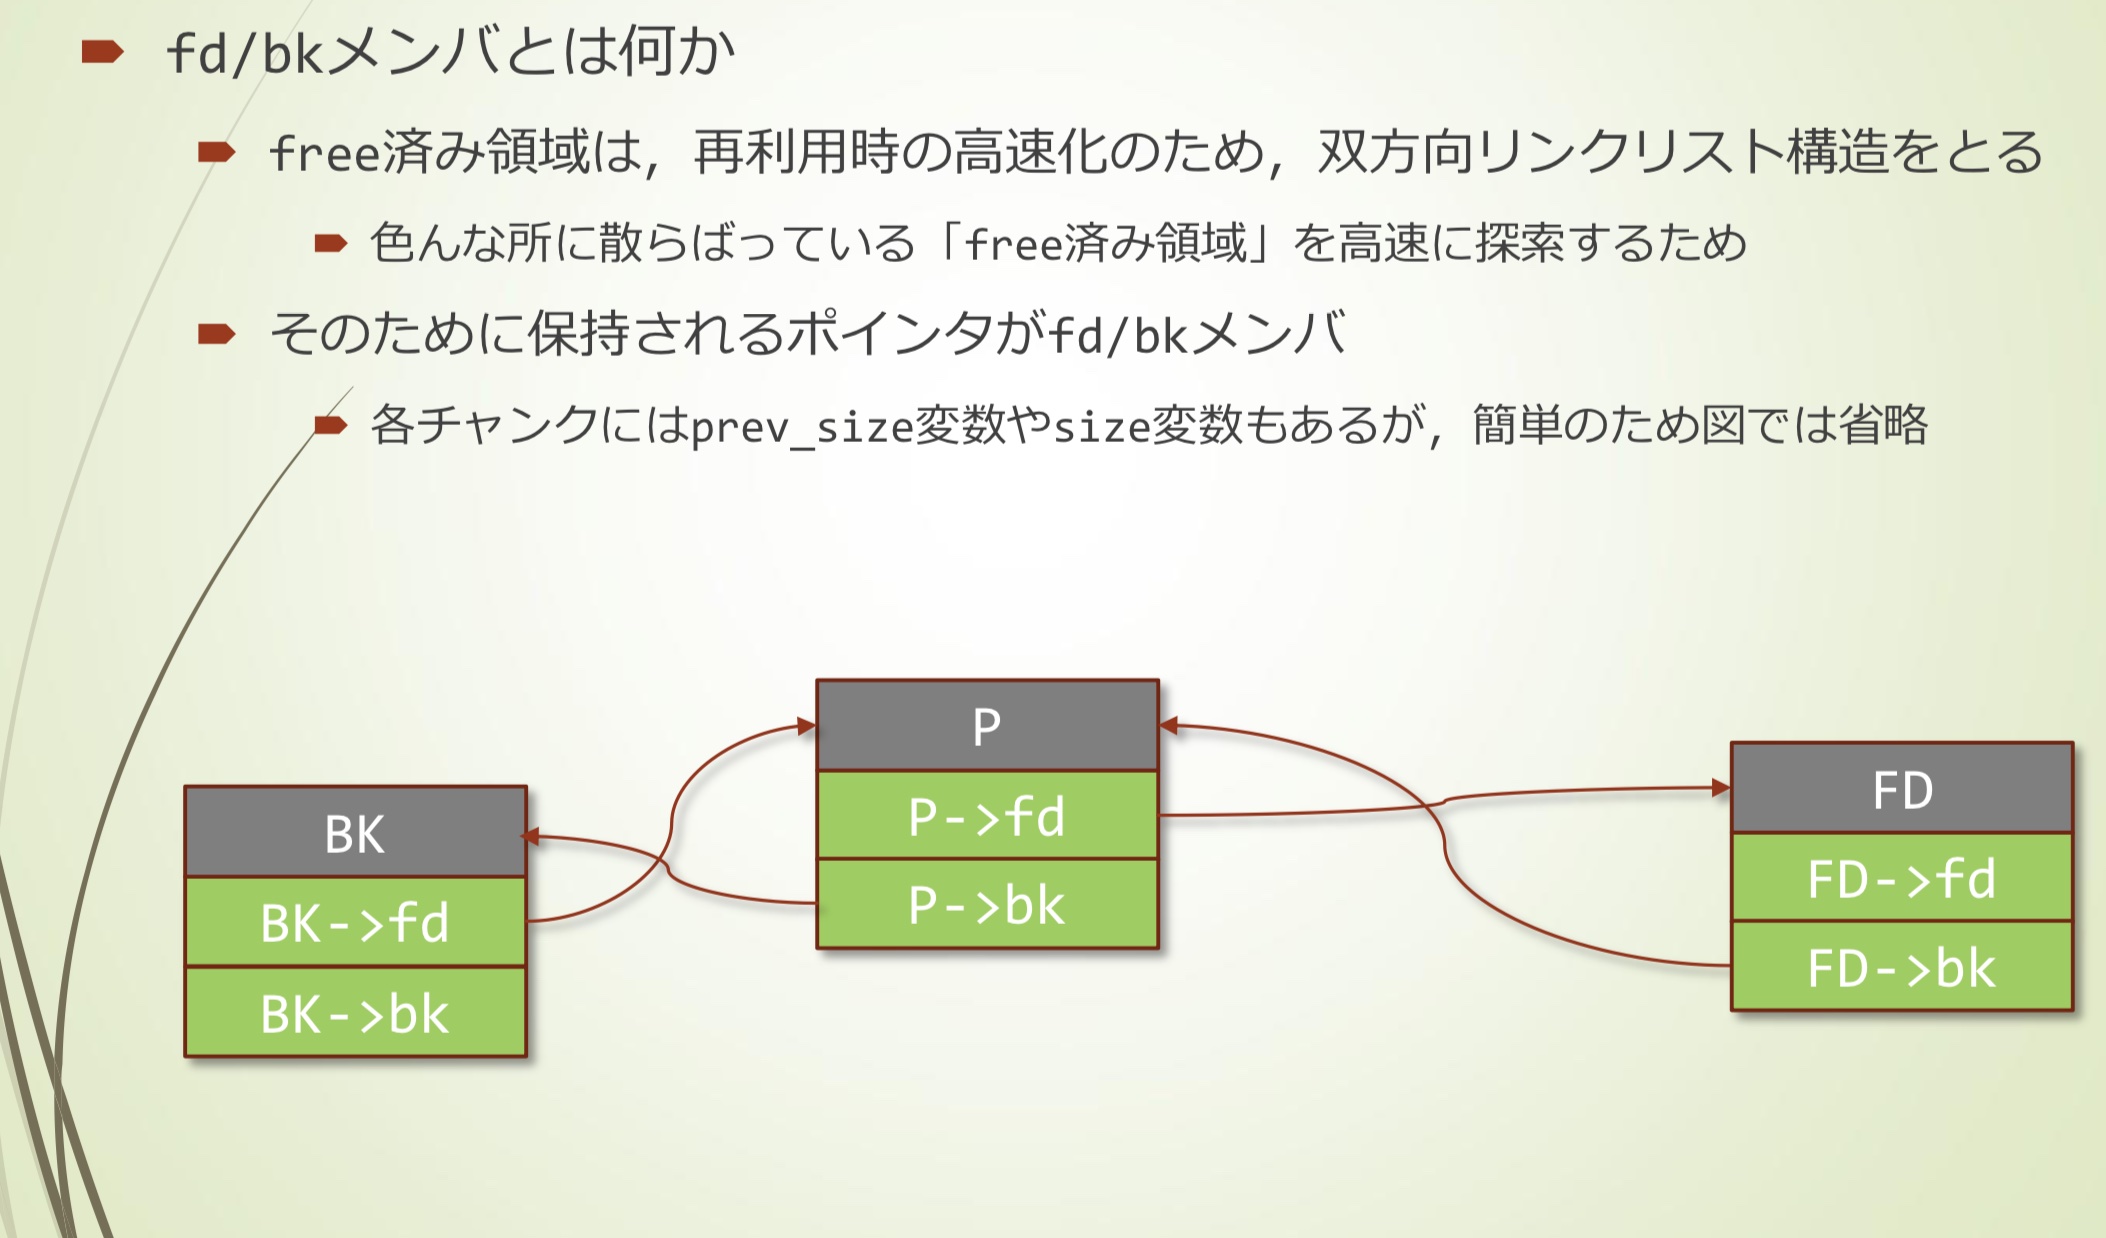 fd/bkメンバとは何か
free済み領域は，再利用時の高速化のため，双方向リンクリスト構造をとる
色んな所に散らばっている「free済み領域」を高速に探索するため
そのために保持されるポインタがfd/bkメンバ
各チャンクにはprev_size変数やsize変数もあるが，簡単のため図では省略
BK
BK->fd
BK->bk
P
P->fd
P->bk
FD
FD->fd
FD->bk